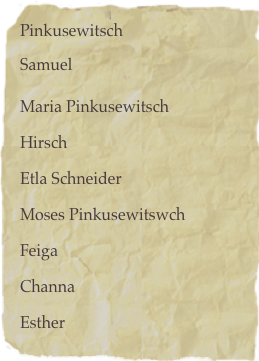 Pinkusewitsch
Samuel
Maria Pinkusewitsch
Hirsch
Etla Schneider
Moses Pinkusewitswch
Feiga
Channa
Esther